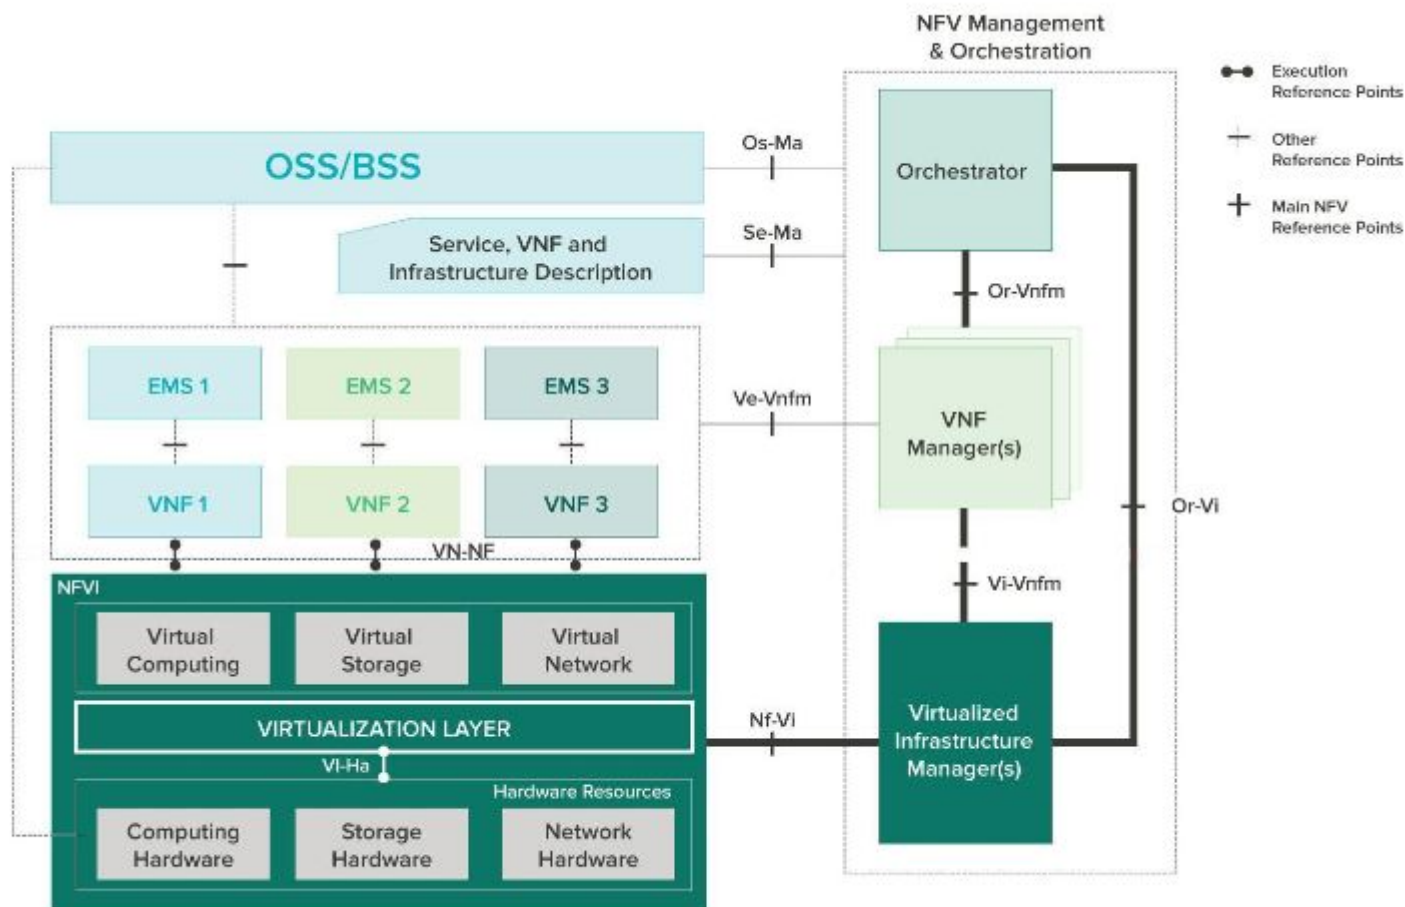 NFV Management
& Orchestration
Execution
Reference Points
Other
Reference Points
Main NFV
Reference Points
OSS/BSS
Os-Ma
Orchestrator
Service, VNF and
Infrastructure Description
Se-Ma
Or-Vnfm
EMS 1
EMS 2
EMS 3
Ve-Vnfm
VNF
Manager(s)
VNF 1
VNF 2
VNF 3
Or-Vi
VN-NF
Vi-Vnfm
NFVI
Virtual
Computing
Virtual
Storage
Virtual
Network
VIRTUALIZATION LAYER
Nf-Vi
Virtualized
Infrastructure
Manager(s)
VI-Ha
Hardware Resources
Computing
Hardware
Storage
Hardware
Network
Hardware